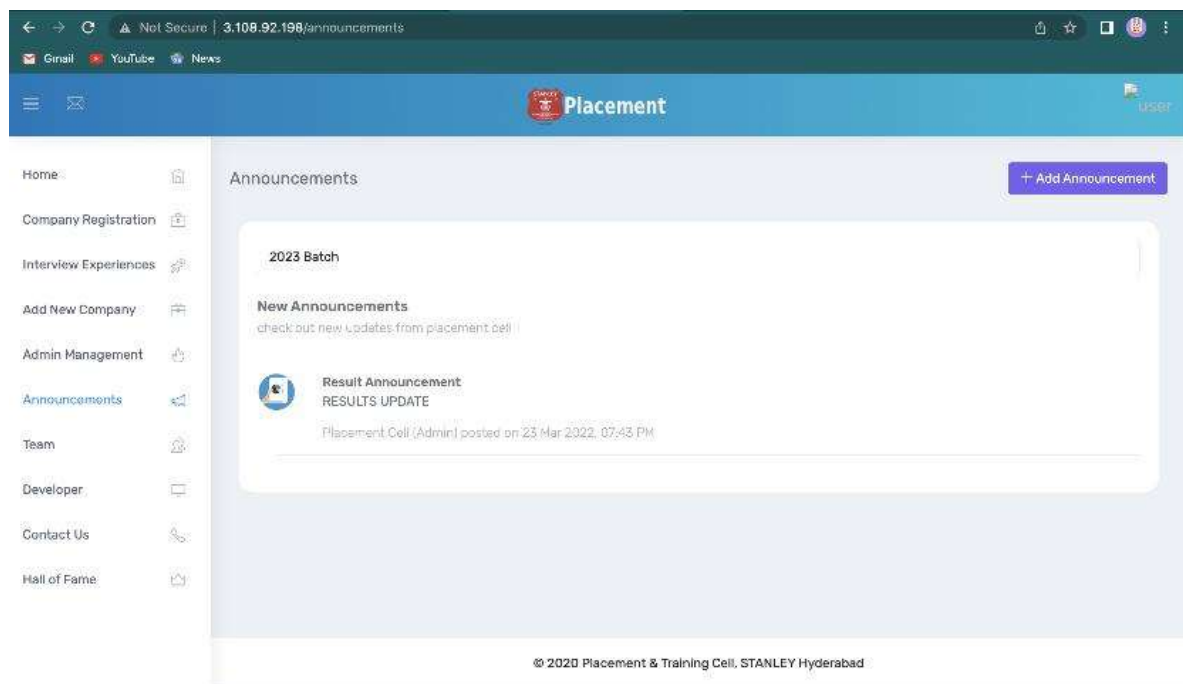 Not Secure | 3.108.92.198/announcements
Gmail YouTube News
STANLEY Placement
user
Home
Company Registration
Interview Experiences
Add New Company
Admin Management
Announcements
Team
Developer
Contact Us
Hall of Fame
Announcements
+ Add Announcement
2023 Batch
New Announcements
check out new updates from placement cell
Result Announcement
RESULTS UPDATE
Placement Cell (Admin) posted on 23 Mar 2022, 07:43 PM
© 2020 Placement & Training Cell, STANLEY Hyderabad